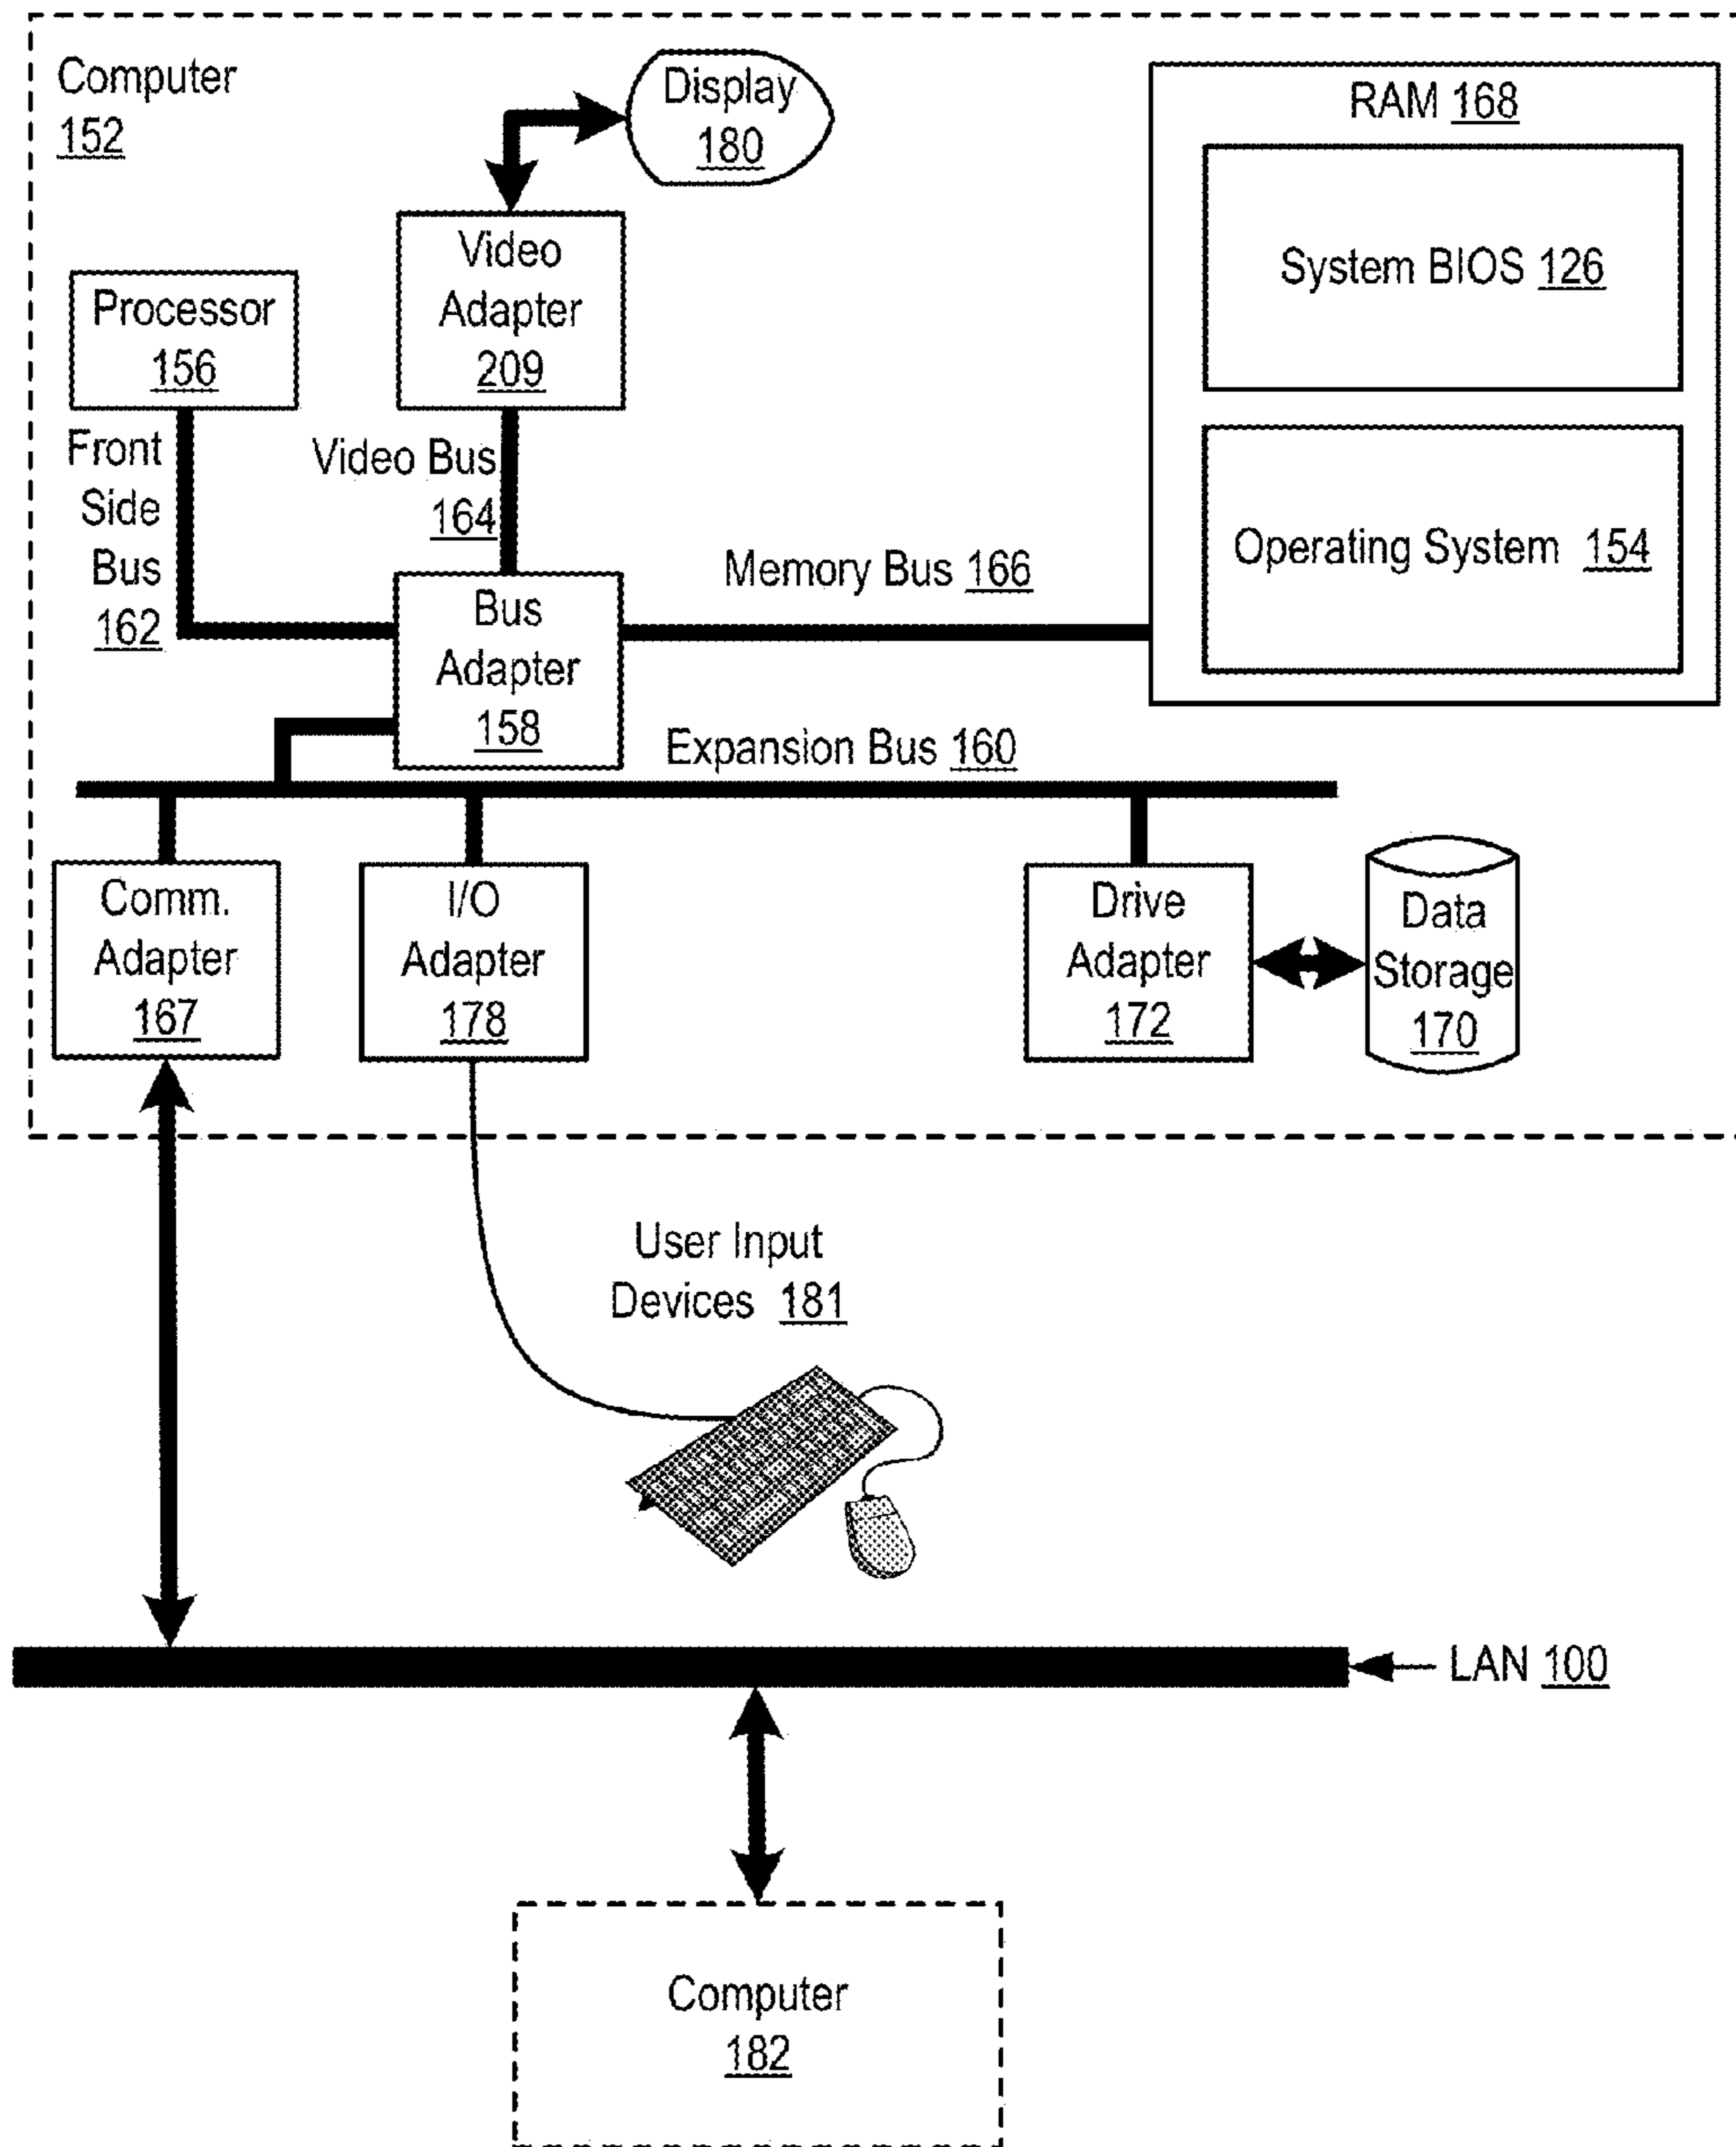 Computer
152
Display
180
RAM 168
System BIOS 126
Operating System 154
Video
Adapter
209
Processor
156
Front
Side
Bus
162
Video Bus
164
Bus
Adapter
158
Memory Bus 166
Expansion Bus 160
Comm.
Adapter
167
I/O
Adapter
178
Drive
Adapter
172
Data
Storage
170
User Input
Devices 181
LAN 100
Computer
182